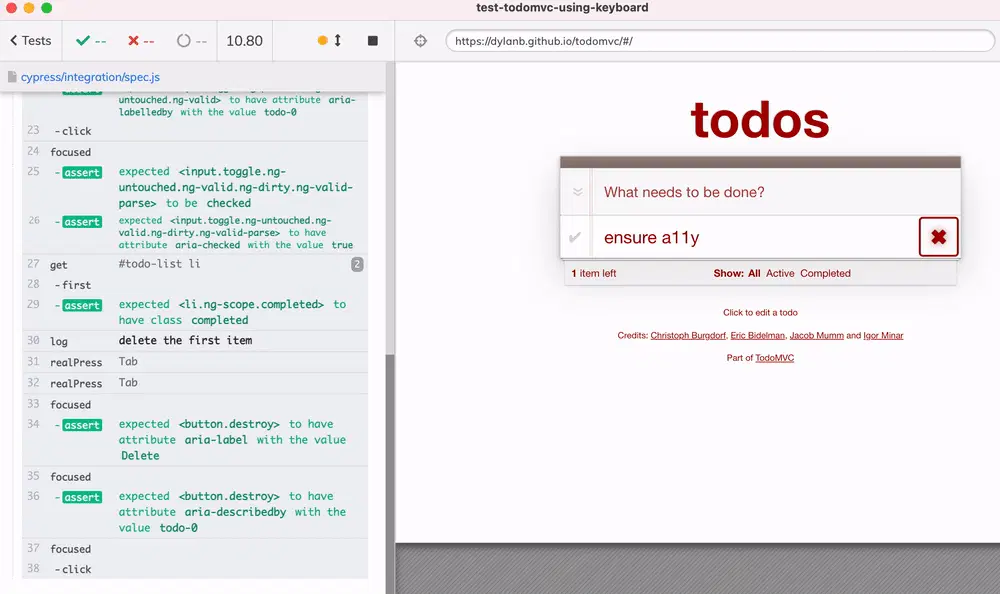 test-todomvc-using-keyboard
Tests
--
--
--
10.80
https://dylanb.github.io/todomvc/#/
cypress/integration/spec.js
untouched.ng-valid> to have attribute aria-
labelledby with the value todo-0
23 -click
24 focused
25 -assert expected <input.toggle.ng-
untouched.ng-valid.ng-dirty.ng-valid-
parse> to be checked
26 -assert expected <input.toggle.ng-untouched.ng-
valid.ng-dirty.ng-valid-parse> to have
attribute aria-checked with the value true
27 get #todo-list li 2
28 -first
29 -assert expected <li.ng-scope.completed> to
have class completed
30 log delete the first item
31 realPress Tab
32 realPress Tab
33 focused
34 -assert expected <button.destroy> to have
attribute aria-label with the value
Delete
35 focused
36 -assert expected <button.destroy> to have
attribute aria-describedby with the
value todo-0
37 focused
38 -click
todos
What needs to be done?
ensure a11y
1 item left
Show: All Active Completed
Click to edit a todo
Credits: Christoph Burgdorf, Eric Bidelman, Jacob Mumm and Igor Minar
Part of TodoMVC